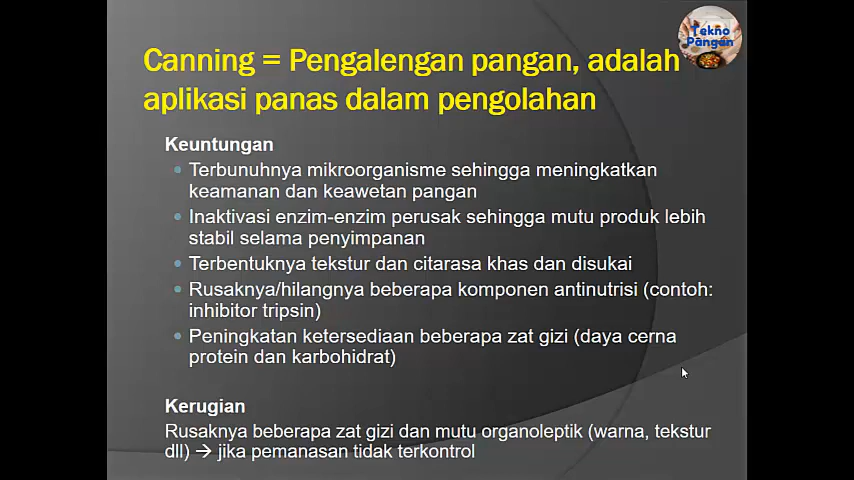 Tekno
Pangan
Canning = Pengalengan pangan, adalah
aplikasi panas dalam pengolahan
Keuntungan
Terbunuhnya mikroorganisme sehingga meningkatkan
keamanan dan keawetan pangan
Inaktivasi enzim-enzim perusak sehingga mutu produk lebih
stabil selama penyimpanan
Terbentuknya tekstur dan citarasa khas dan disukai
Rusaknya/hilangnya beberapa komponen antinutrisi (contoh:
inhibitor tripsin)
Peningkatan ketersediaan beberapa zat gizi (daya cerna
protein dan karbohidrat)
Kerugian
Rusaknya beberapa zat gizi dan mutu organoleptik (warna, tekstur
dll) → jika pemanasan tidak terkontrol